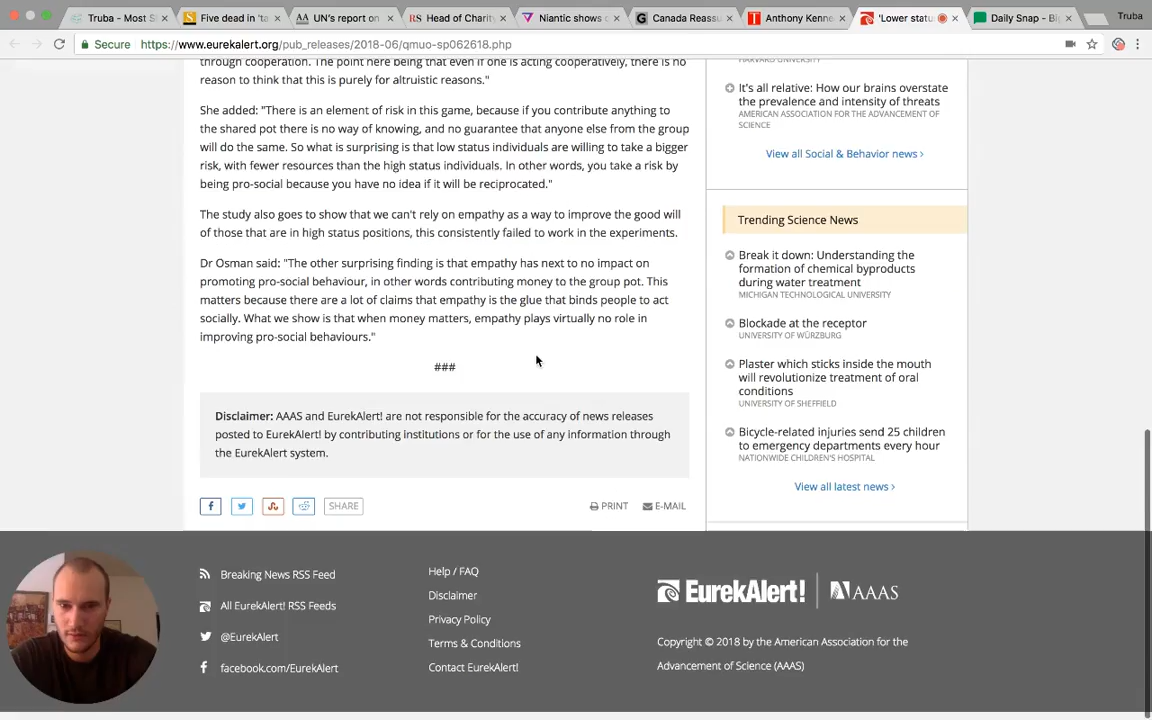 Truba - Most S
Five dead in 'ta
UN's report on
Head of Charity
Niantic shows
Canada Reassu
Anthony Kenne
'Lower statu
Daily Snap - Bi
Truba
Secure https://www.eurekalert.org/pub_releases/2018-06/qmuo-sp062618.php
through cooperation. The point here being that even if one is acting cooperatively, there is no
reason to think that this is purely for altruistic reasons."
She added: "There is an element of risk in this game, because if you contribute anything to
the shared pot there is no way of knowing, and no guarantee that anyone else from the group
will do the same. So what is surprising is that low status individuals are willing to take a bigger
risk, with fewer resources than the high status individuals. In other words, you take a risk by
being pro-social because you have no idea if it will be reciprocated."
The study also goes to show that we can't rely on empathy as a way to improve the good will
of those that are in high status positions, this consistently failed to work in the experiments.
Dr Osman said: "The other surprising finding is that empathy has next to no impact on
promoting pro-social behaviour, in other words contributing money to the group pot. This
matters because there are a lot of claims that empathy is the glue that binds people to act
socially. What we show is that when money matters, empathy plays virtually no role in
improving pro-social behaviours."
###
Disclaimer: AAAS and EurekAlert! are not responsible for the accuracy of news releases
posted to EurekAlert! by contributing institutions or for the use of any information through
the EurekAlert system.
SHARE
PRINT
E-MAIL
HARVARD UNIVERSITY
It's all relative: How our brains overstate
the prevalence and intensity of threats
AMERICAN ASSOCIATION FOR THE ADVANCEMENT OF
SCIENCE
View all Social & Behavior news >
Trending Science News
Break it down: Understanding the
formation of chemical byproducts
during water treatment
MICHIGAN TECHNOLOGICAL UNIVERSITY
Blockade at the receptor
UNIVERSITY OF WÜRZBURG
Plaster which sticks inside the mouth
will revolutionize treatment of oral
conditions
UNIVERSITY OF SHEFFIELD
Bicycle-related injuries send 25 children
to emergency departments every hour
NATIONWIDE CHILDREN'S HOSPITAL
View all latest news >
Breaking News RSS Feed
All EurekAlert! RSS Feeds
@EurekAlert
facebook.com/EurekAlert
Help / FAQ
Disclaimer
Privacy Policy
Terms & Conditions
Contact EurekAlert!
EurekAlert! AAAS
Copyright © 2018 by the American Association for the
Advancement of Science (AAAS)